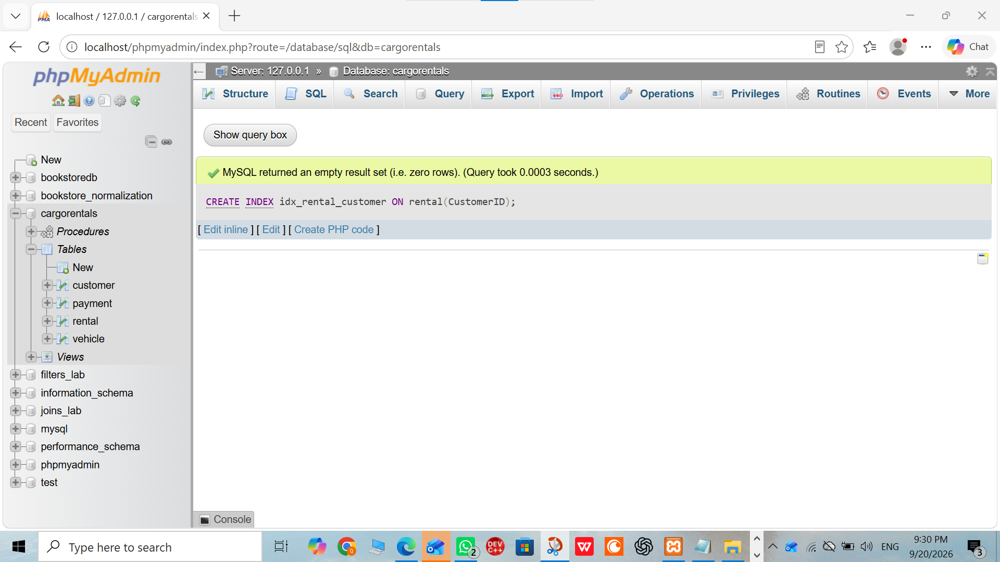 localhost / 127.0.0.1 / cargorentals
localhost/phpmyadmin/index.php?route=/database/sql&db=cargorentals
Chat
phpMyAdmin
Recent
Favorites
New
bookstoredb
bookstore_normalization
cargorentals
Procedures
Tables
New
customer
payment
rental
vehicle
Views
filters_lab
information_schema
joins_lab
mysql
performance_schema
phpmyadmin
test
Server: 127.0.0.1 » Database: cargorentals
Structure
SQL
Search
Query
Export
Import
Operations
Privileges
Routines
Events
More
Show query box
MySQL returned an empty result set (i.e. zero rows). (Query took 0.0003 seconds.)
CREATE INDEX idx_rental_customer ON rental(CustomerID);
[ Edit inline ] [ Edit ] [ Create PHP code ]
Console
Type here to search
2
DEV C++
ENG
9:30 PM
9/20/2026
3